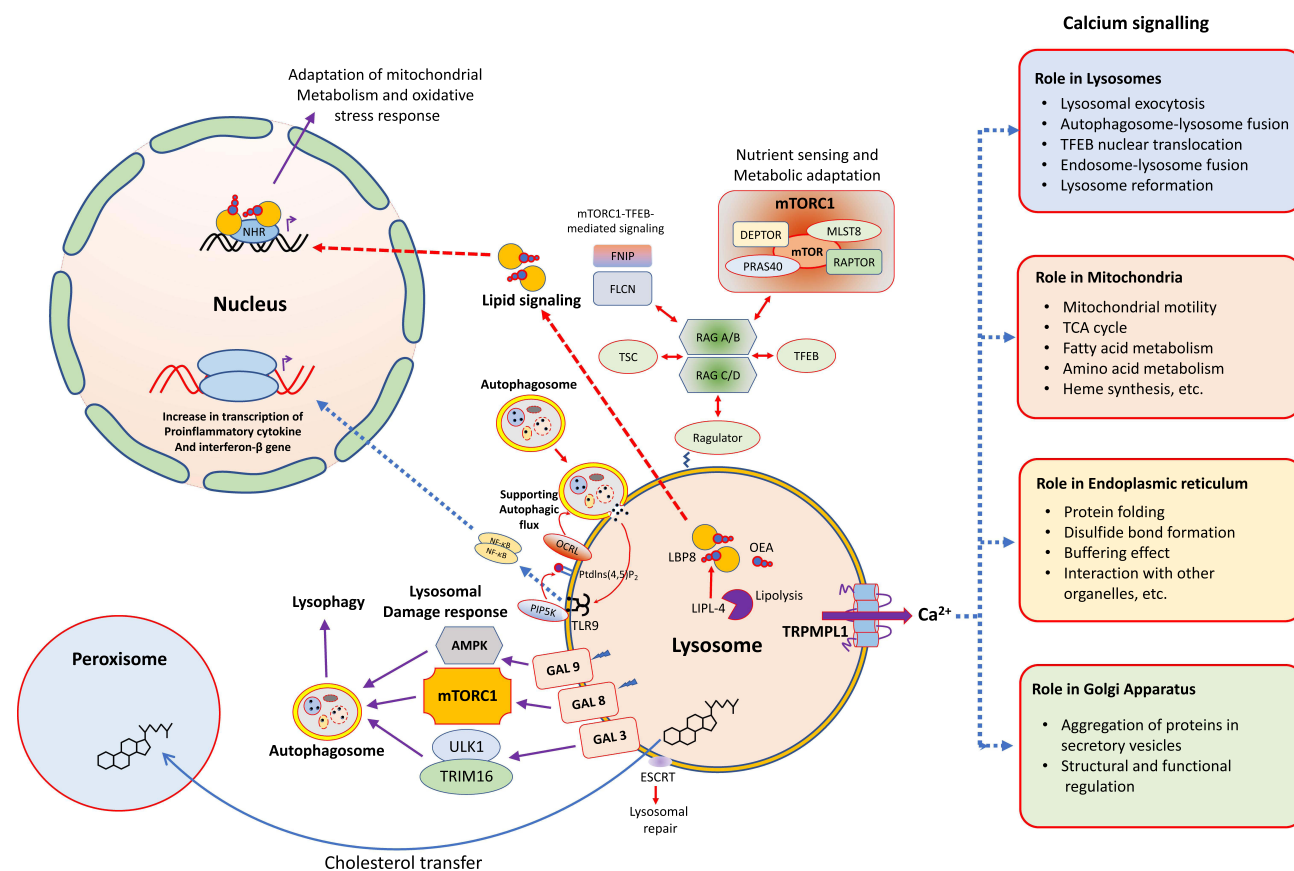 Calcium signalling
Role in Lysosomes
• Lysosomal exocytosis
• Autophagosome-lysosome fusion
• TFEB nuclear translocation
• Endosome-lysosome fusion
• Lysosome reformation
Role in Mitochondria
• Mitochondrial motility
• TCA cycle
• Fatty acid metabolism
• Amino acid metabolism
• Heme synthesis, etc.
Role in Endoplasmic reticulum
• Protein folding
• Disulfide bond formation
• Buffering effect
• Interaction with other
organelles, etc.
Role in Golgi Apparatus
• Aggregation of proteins in
secretory vesicles
• Structural and functional
regulation
Adaptation of mitochondrial
Metabolism and oxidative
stress response
NHR
Nucleus
Increase in transcription of
Proinflammatory cytokine
And interferon-β gene
Lipid signaling
mTORC1-TFEB-
mediated signaling
FNIP
FLCN
Nutrient sensing and
Metabolic adaptation
mTORC1
DEPTOR
MLST8
mTOR
PRAS40
RAPTOR
RAG A/B
RAG C/D
TSC
TFEB
Ragulator
Autophagosome
Supporting
Autophagic
flux
OCRL
NF-κB
NF-κB
PtdIns(4,5)P₂
PIP5K
TLR9
LBP8
OEA
LIPL-4
Lipolysis
Lysosome
TRPMPL1
Ca²⁺
Lysosomal
Damage response
Lysophagy
AMPK
mTORC1
ULK1
TRIM16
GAL 9
GAL 8
GAL 3
Autophagosome
ESCRT
Lysosomal
repair
Peroxisome
Cholesterol transfer